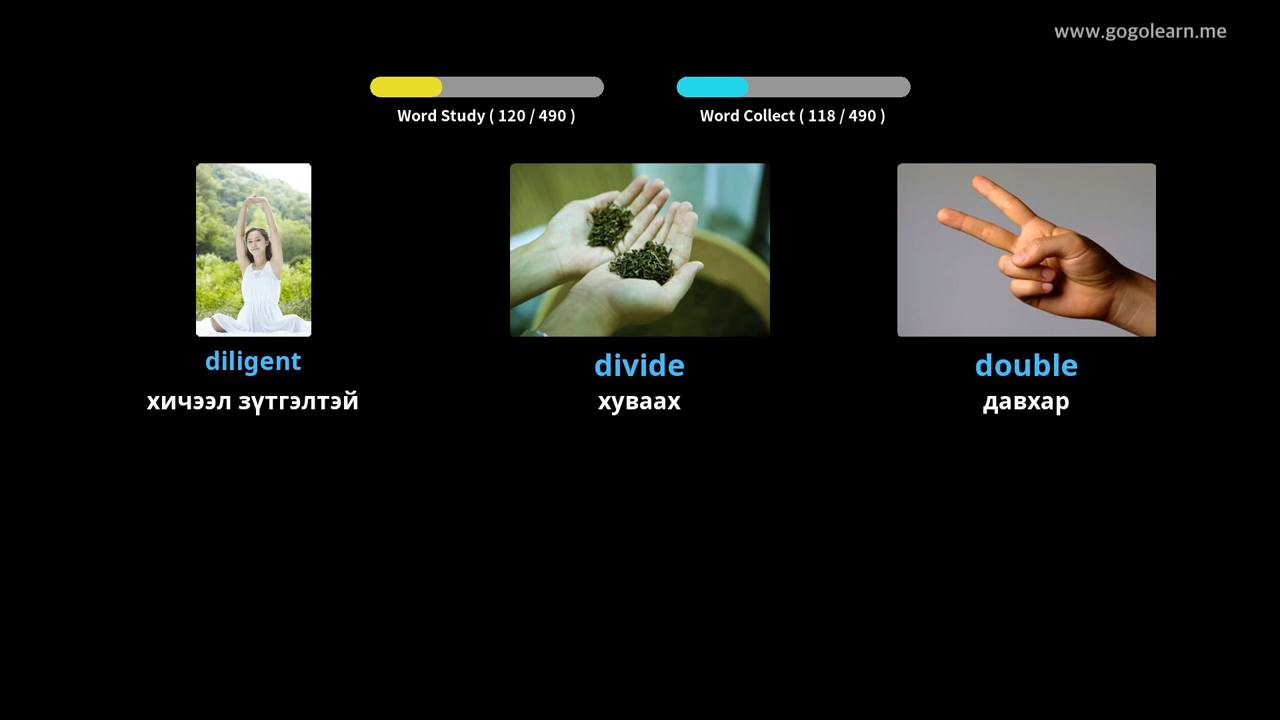 www.gogolearn.me
Word Study ( 120 / 490 )
Word Collect ( 118 / 490 )
diligent
хичээл зүтгэлтэй
divide
хуваах
double
давхар